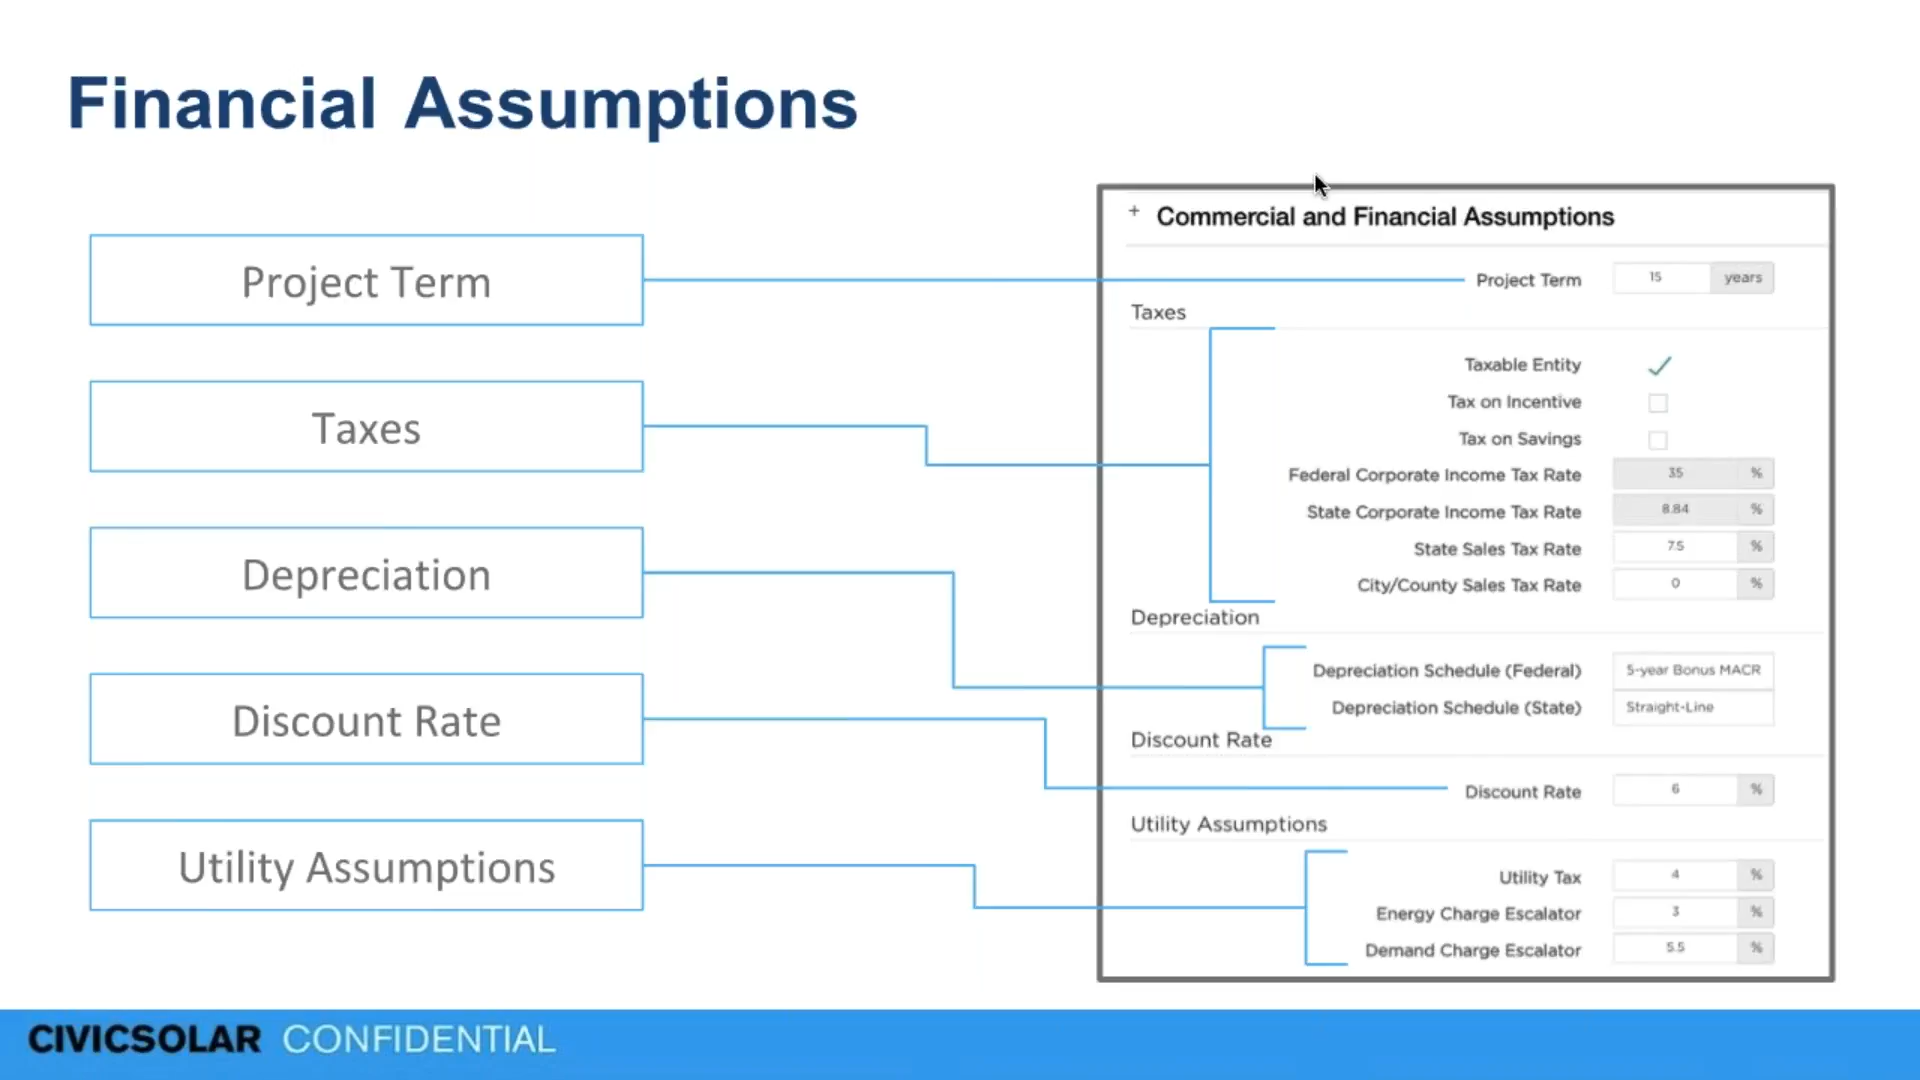 Financial Assumptions
Project Term
Taxes
Depreciation
Discount Rate
Utility Assumptions
+ Commercial and Financial Assumptions
Project Term 15 years
Taxes
Taxable Entity
Tax on Incentive
Tax on Savings
Federal Corporate Income Tax Rate 35 %
State Corporate Income Tax Rate 8.84 %
State Sales Tax Rate 7.5 %
City/County Sales Tax Rate 0 %
Depreciation
Depreciation Schedule (Federal) 5-year Bonus MACR
Depreciation Schedule (State) Straight-Line
Discount Rate
Discount Rate 6 %
Utility Assumptions
Utility Tax 4 %
Energy Charge Escalator 3 %
Demand Charge Escalator 5.5 %
CIVICSOLAR CONFIDENTIAL